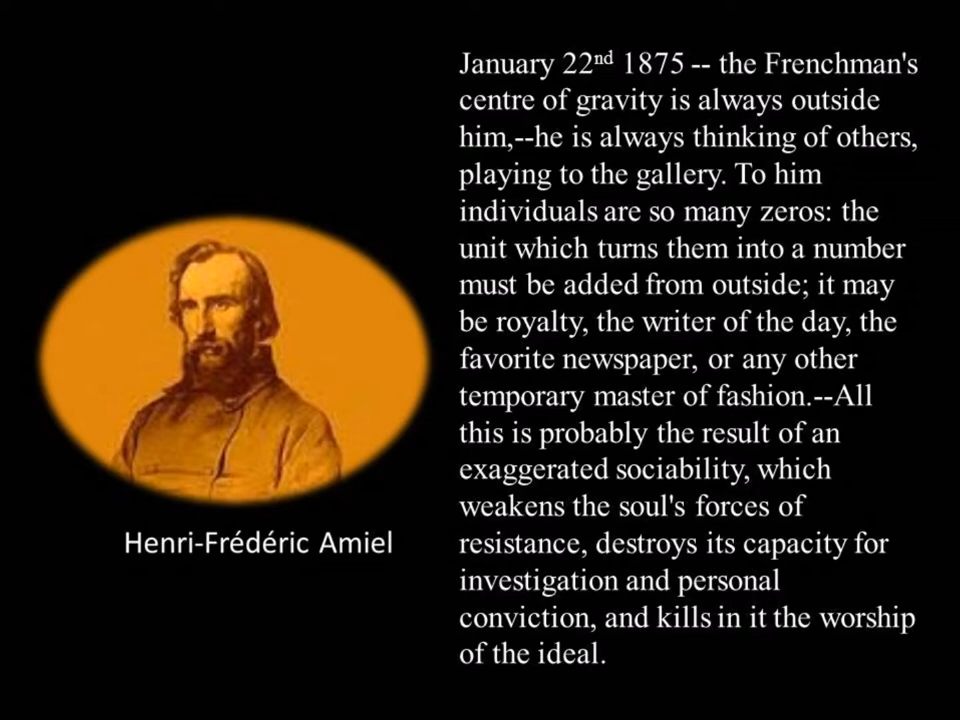 January 22nd 1875 -- the Frenchman's
centre of gravity is always outside
him,--he is always thinking of others,
playing to the gallery. To him
individuals are so many zeros: the
unit which turns them into a number
must be added from outside; it may
be royalty, the writer of the day, the
favorite newspaper, or any other
temporary master of fashion.--All
this is probably the result of an
exaggerated sociability, which
weakens the soul's forces of
resistance, destroys its capacity for
investigation and personal
conviction, and kills in it the worship
of the ideal.
Henri-Frédéric Amiel